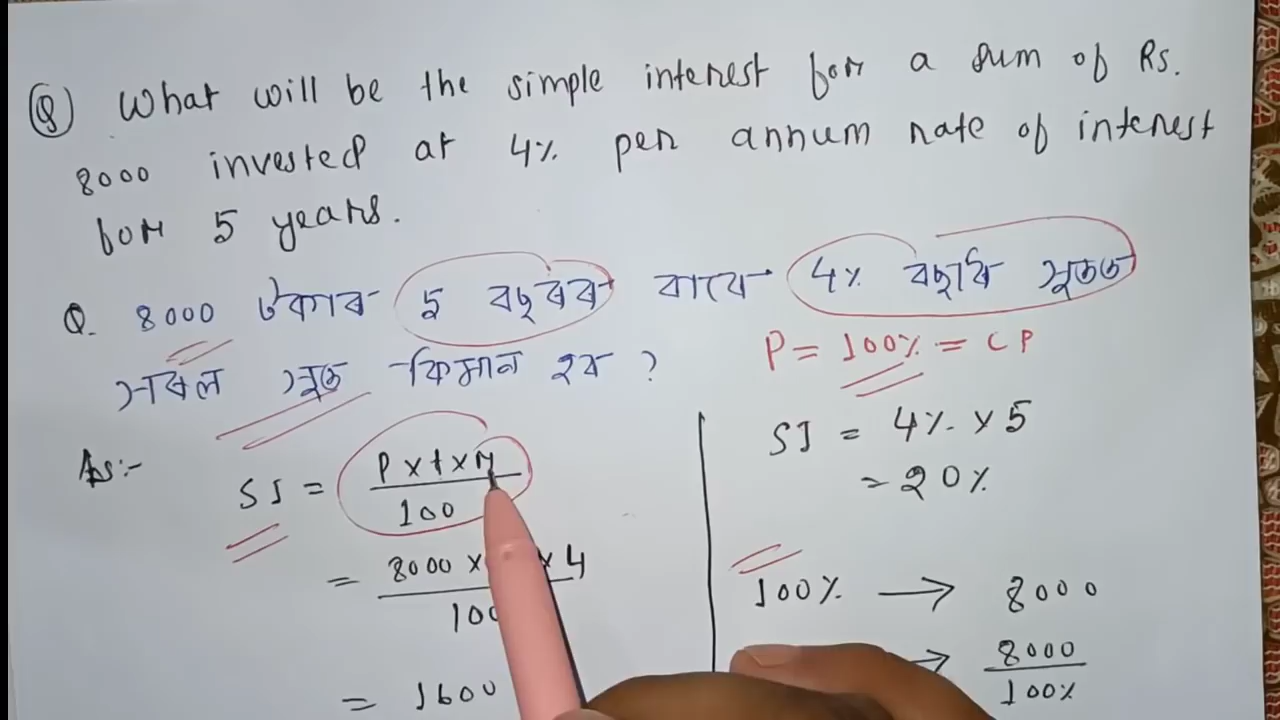 Q What will be the simple interest for a sum of Rs.
8000 invested at 4% per annum rate of interest
for 5 years.
Q. 8000 টকাৰ 5 বছৰৰ বাবে 4% বছৰি সুতত
সৰল সুত কিমান হব ?
P = 100% = CP
Ans:-
SI = P x t x r
100
= 8000 x x 4
100
= 1600
SI = 4% x 5
= 20%
100% → 8000
→ 8000
100%